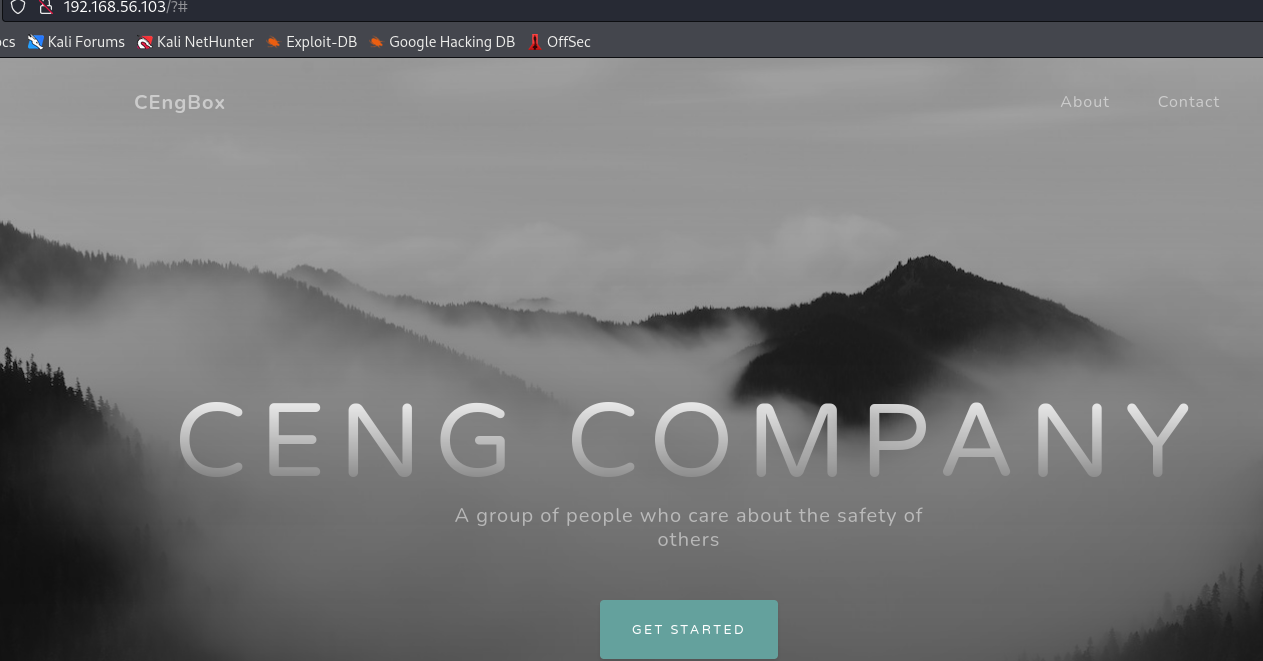 192.168.56.103/?#
Kali Forums Kali NetHunter Exploit-DB Google Hacking DB OffSec
CEngBox About Contact
CENG COMPANY
A group of people who care about the safety of
others
GET STARTED